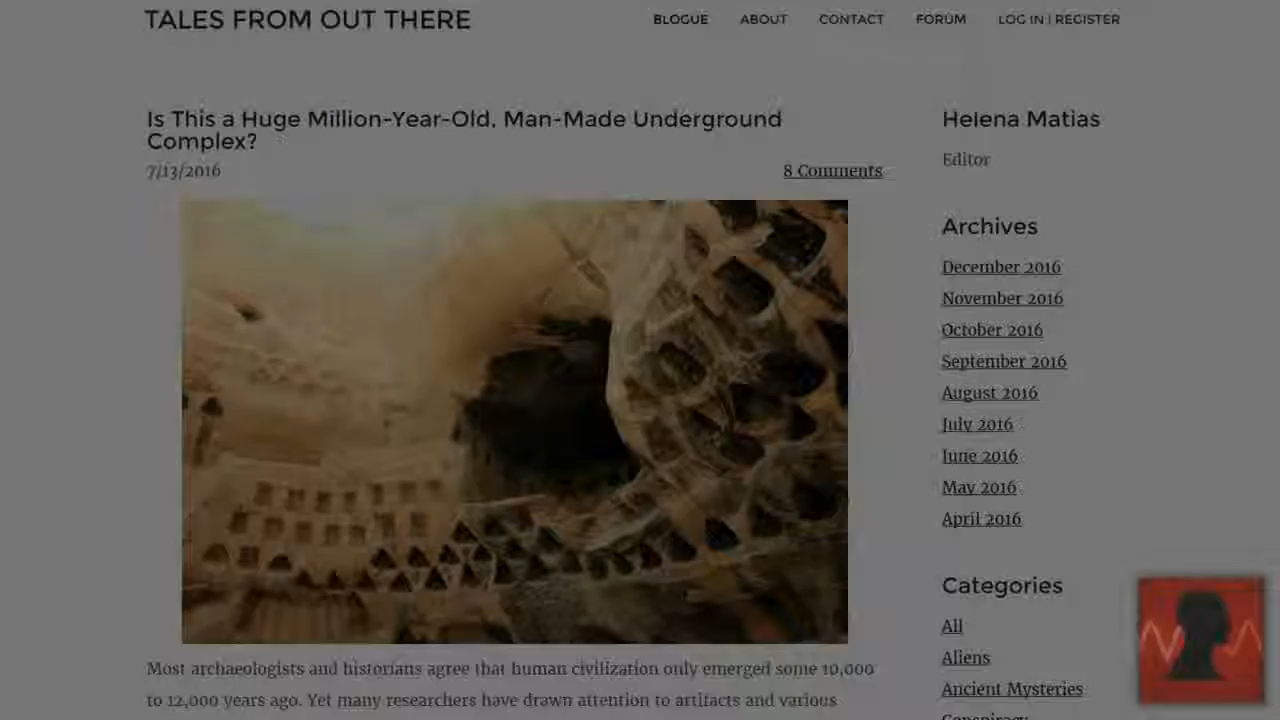 TALES FROM OUT THERE
BLOGUE ABOUT CONTACT FORUM LOG IN | REGISTER
Is This a Huge Million-Year-Old, Man-Made Underground
Complex?
7/13/2016
8 Comments
Most archaeologists and historians agree that human civilization only emerged some 10,000
to 12,000 years ago. Yet many researchers have drawn attention to artifacts and various
Helena Matias
Editor
Archives
December 2016
November 2016
October 2016
September 2016
August 2016
July 2016
June 2016
May 2016
April 2016
Categories
All
Aliens
Ancient Mysteries